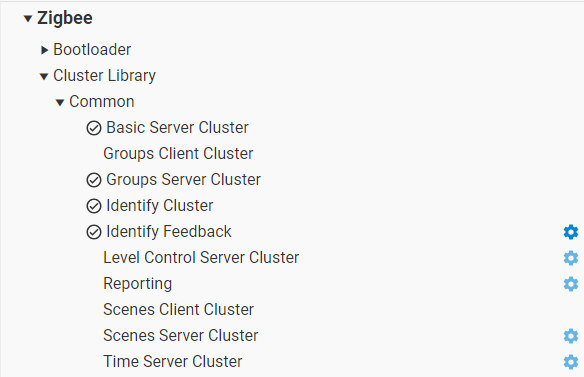 Zigbee
Bootloader
Cluster Library
Common
Basic Server Cluster
Groups Client Cluster
Groups Server Cluster
Identify Cluster
Identify Feedback
Level Control Server Cluster
Reporting
Scenes Client Cluster
Scenes Server Cluster
Time Server Cluster